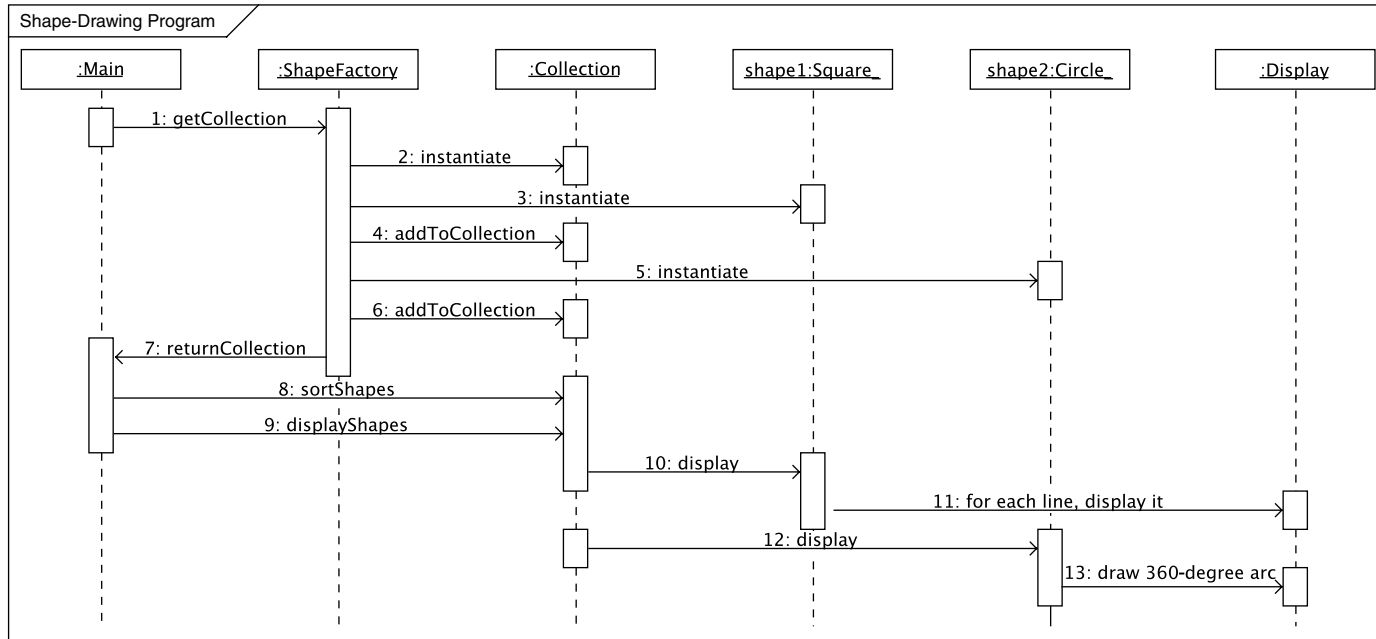 Shape-Drawing Program
:Main
:ShapeFactory
:Collection
shape1:Square_
shape2:Circle_
:Display
1: getCollection
2: instantiate
3: instantiate
4: addToCollection
5: instantiate
6: addToCollection
7: returnCollection
8: sortShapes
9: displayShapes
10: display
11: for each line, display it
12: display
13: draw 360-degree arc